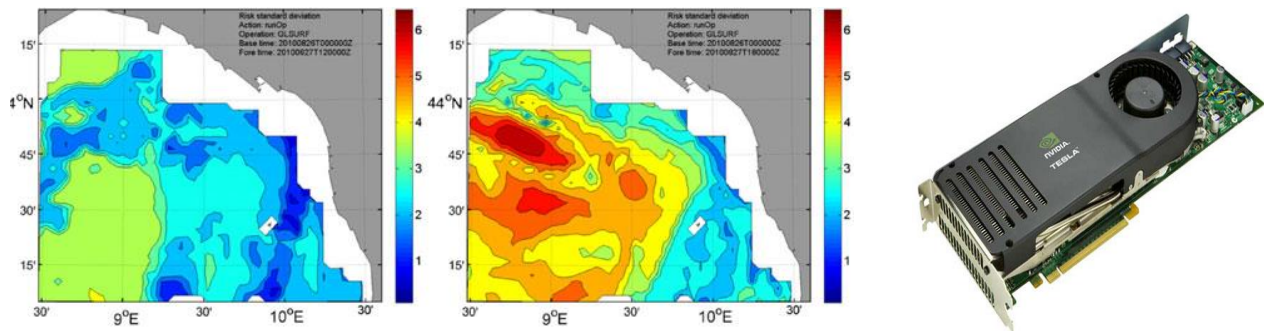 Risk standard deviation
Action: runOp
Operation: GLSURF
Base time: 20100826T000000Z
Fore time: 20100827T120000Z
15'
44°N
45'
30'
15'
30'
9°E
30'
10°E
30'
6
5
4
3
2
1
Risk standard deviation
Action: runOp
Operation: GLSURF
Base time: 20100826T000000Z
Fore time: 20100827T180000Z
15'
44°N
45'
30'
15'
30'
9°E
30'
10°E
30'
6
5
4
3
2
1
NVIDIA
TESLA